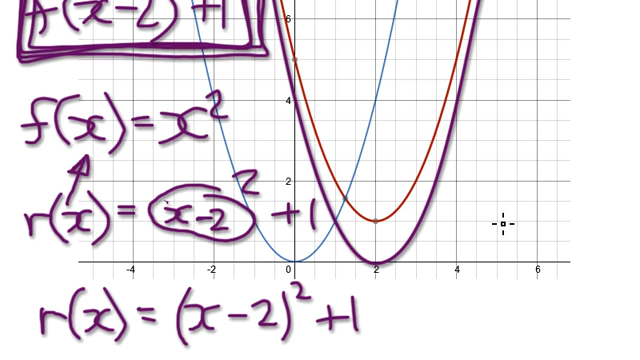 f(x-2)+1
f(x)=x²
r(x)=(x-2)²+1
r(x)=(x-2)²+1
6
4
2
-4 -2 0 2 4 6